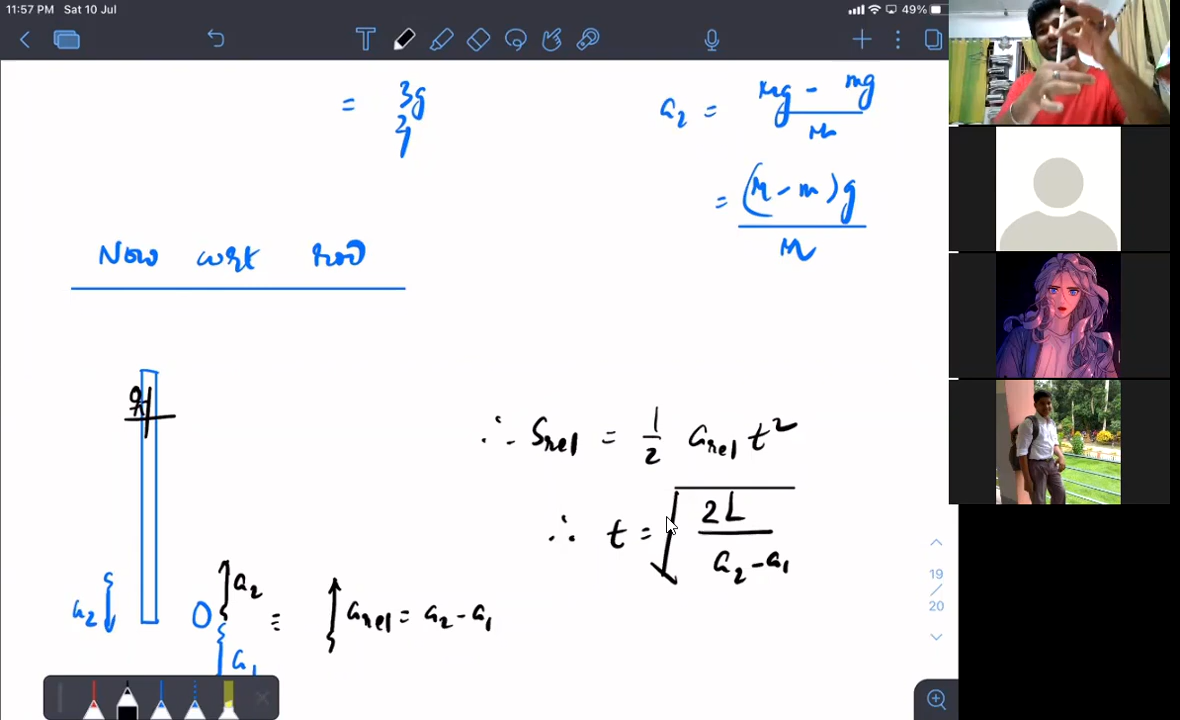 11:57 PM Sat 10 Jul
49%
= 3g
a₂ = Mg - mg / M
= (M - m)g / M
Now wrt rod
∴ Srel = 1/2 arel t²
∴ t = √(2L / a₂ - a₁)
a₂
a₂
a₁
arel = a₂ - a₁
19
/
20